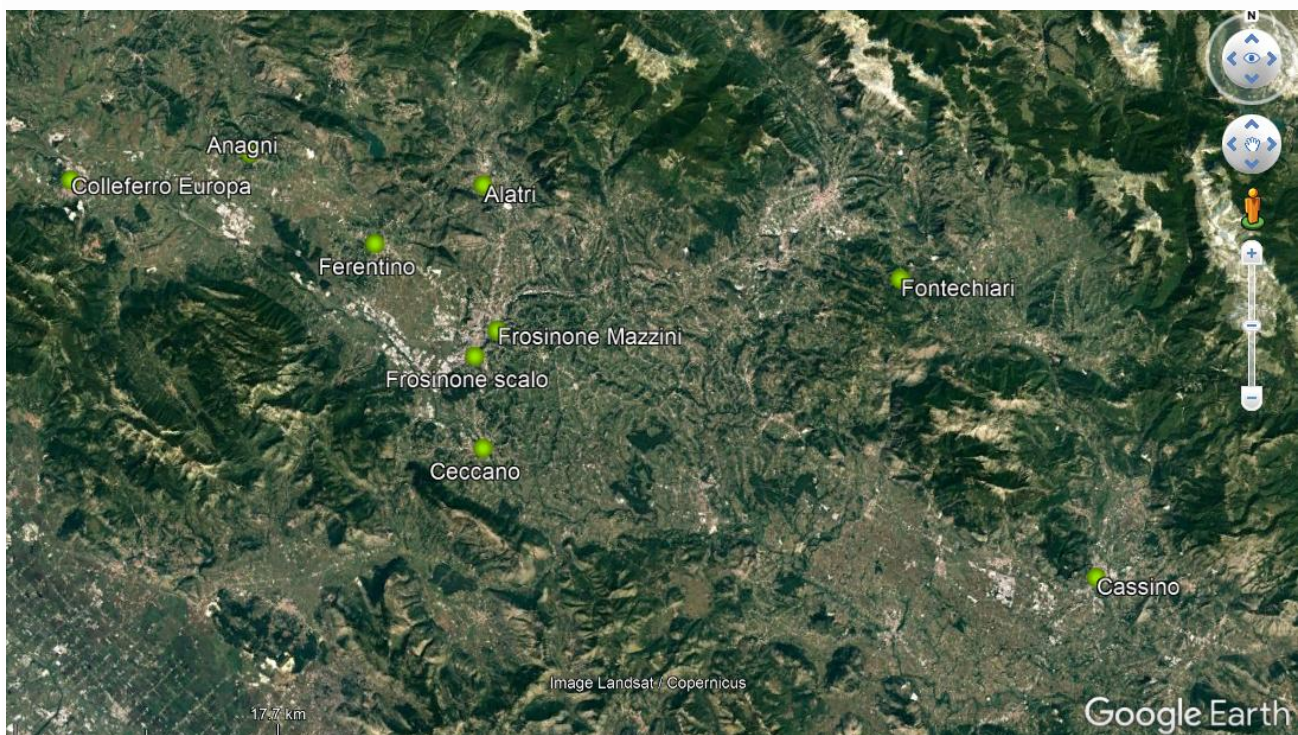 N
Anagni
Colleferro Europa
Alatri
Ferentino
Fontechiari
Frosinone Mazzini
Frosinone scalo
Ceccano
Cassino
Image Landsat / Copernicus
17,7 km
Google Earth